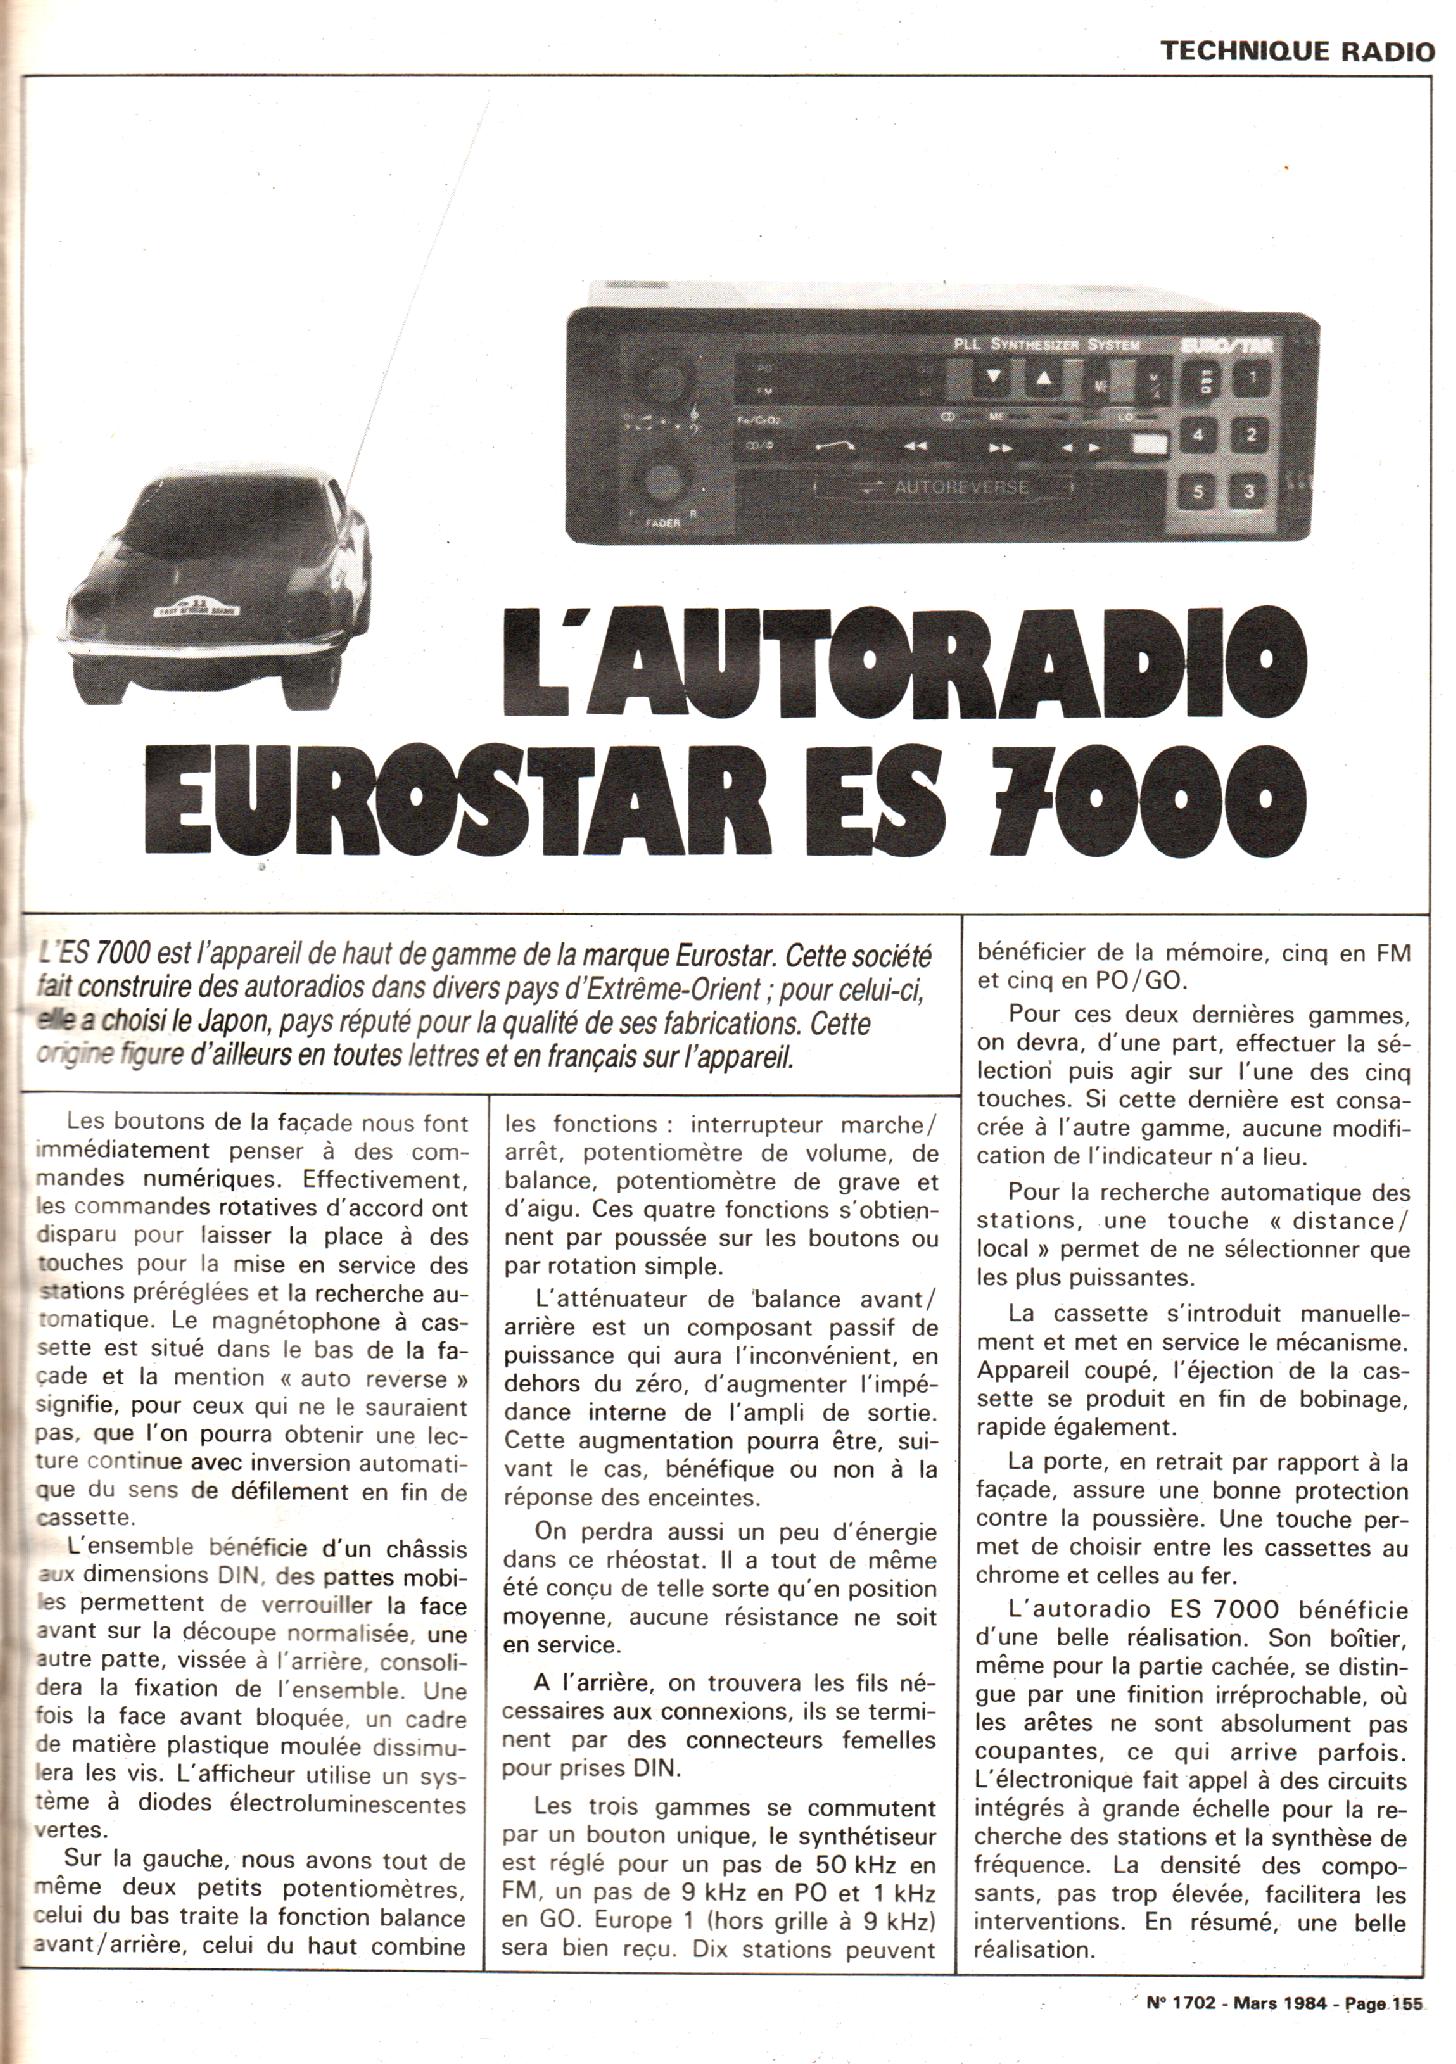 TECHNIQUE RADIO
PLL SYNTHESIZER SYSTEM
EURO/TAR
FM
ME
1
Fe/CrO2
ME
LO
4
2
AUTOREVERSE
5
3
FADER
R
L'AUTORADIO
EUROSTAR ES 7000
L'ES 7000 est l'appareil de haut de gamme de la marque Eurostar. Cette société
fait construire des autoradios dans divers pays d'Extrême-Orient ; pour celui-ci,
elle a choisi le Japon, pays réputé pour la qualité de ses fabrications. Cette
origine figure d'ailleurs en toutes lettres et en français sur l'appareil.
Les boutons de la façade nous font
immédiatement penser à des com-
mandes numériques. Effectivement,
les commandes rotatives d'accord ont
disparu pour laisser la place à des
touches pour la mise en service des
stations préréglées et la recherche au-
tomatique. Le magnétophone à cas-
sette est situé dans le bas de la fa-
çade et la mention « auto reverse »
signifie, pour ceux qui ne le sauraient
pas, que l'on pourra obtenir une lec-
ture continue avec inversion automati-
que du sens de défilement en fin de
cassette.
L'ensemble bénéficie d'un châssis
aux dimensions DIN, des pattes mobi-
les permettent de verrouiller la face
avant sur la découpe normalisée, une
autre patte, vissée à l'arrière, consoli-
dera la fixation de l'ensemble. Une
fois la face avant bloquée, un cadre
de matière plastique moulée dissimu-
lera les vis. L'afficheur utilise un sys-
tème à diodes électroluminescentes
vertes.
Sur la gauche, nous avons tout de
même deux petits potentiomètres,
celui du bas traite la fonction balance
avant/arrière, celui du haut combine
les fonctions : interrupteur marche/
arrêt, potentiomètre de volume, de
balance, potentiomètre de grave et
d'aigu. Ces quatre fonctions s'obtien-
nent par poussée sur les boutons ou
par rotation simple.
L'atténuateur de balance avant/
arrière est un composant passif de
puissance qui aura l'inconvénient, en
dehors du zéro, d'augmenter l'impé-
dance interne de l'ampli de sortie.
Cette augmentation pourra être, sui-
vant le cas, bénéfique ou non à la
réponse des enceintes.
On perdra aussi un peu d'énergie
dans ce rhéostat. Il a tout de même
été conçu de telle sorte qu'en position
moyenne, aucune résistance ne soit
en service.
A l'arrière, on trouvera les fils né-
cessaires aux connexions, ils se termi-
nent par des connecteurs femelles
pour prises DIN.
Les trois gammes se commutent
par un bouton unique, le synthétiseur
est réglé pour un pas de 50 kHz en
FM, un pas de 9 kHz en PO et 1 kHz
en GO. Europe 1 (hors grille à 9 kHz)
sera bien reçu. Dix stations peuvent
bénéficier de la mémoire, cinq en FM
et cinq en PO/GO.
Pour ces deux dernières gammes,
on devra, d'une part, effectuer la sé-
lection puis agir sur l'une des cinq
touches. Si cette dernière est consa-
crée à l'autre gamme, aucune modifi-
cation de l'indicateur n'a lieu.
Pour la recherche automatique des
stations, une touche « distance/
local » permet de ne sélectionner que
les plus puissantes.
La cassette s'introduit manuelle-
ment et met en service le mécanisme.
Appareil coupé, l'éjection de la cas-
sette se produit en fin de bobinage,
rapide également.
La porte, en retrait par rapport à la
façade, assure une bonne protection
contre la poussière. Une touche per-
met de choisir entre les cassettes au
chrome et celles au fer.
L'autoradio ES 7000 bénéficie
d'une belle réalisation. Son boîtier,
même pour la partie cachée, se distin-
gue par une finition irréprochable, où
les arêtes ne sont absolument pas
coupantes, ce qui arrive parfois.
L'électronique fait appel à des circuits
intégrés à grande échelle pour la re-
cherche des stations et la synthèse de
fréquence. La densité des compo-
sants, pas trop élevée, facilitera les
interventions. En résumé, une belle
réalisation.
N° 1702 - Mars 1984 - Page 155